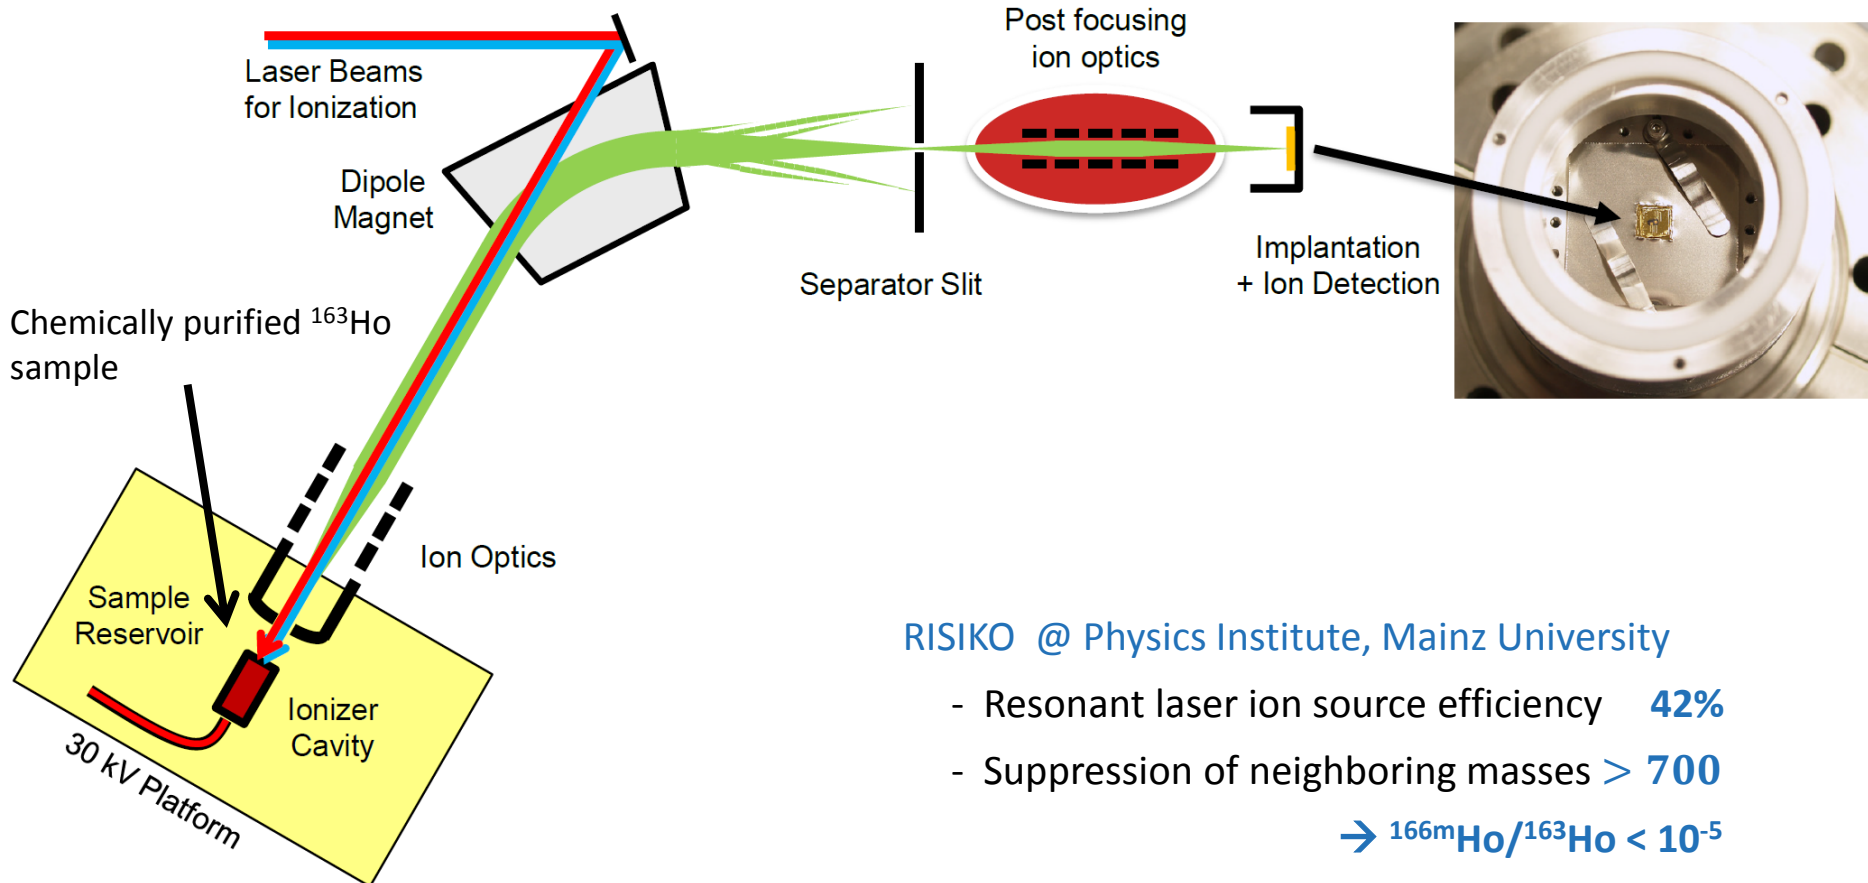 Laser Beams
for Ionization
Dipole
Magnet
Post focusing
ion optics
Separator Slit
Implantation
+ Ion Detection
Chemically purified ¹⁶³Ho
sample
Ion Optics
Sample
Reservoir
Ionizer
Cavity
30 kV Platform
RISIKO @ Physics Institute, Mainz University
- Resonant laser ion source efficiency 42%
- Suppression of neighboring masses > 700
→ ¹⁶⁶ᵐHo/¹⁶³Ho < 10⁻⁵